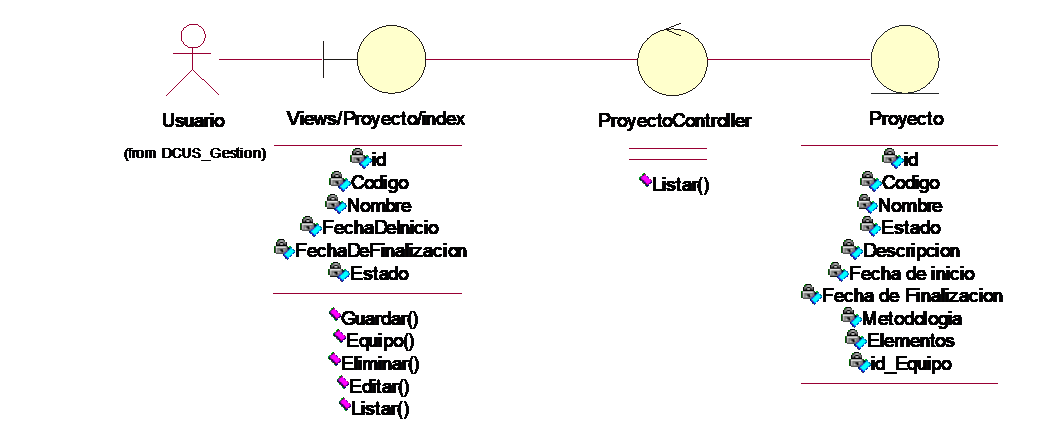 Usuario
(from DCUS_Gestion)
Views/Proyecto/index
id
Codigo
Nombre
FechaDeInicio
FechaDeFinalizacion
Estado
Guardar()
Equipo()
Eliminar()
Editar()
Listar()
ProyectoController
Listar()
Proyecto
id
Codigo
Nombre
Estado
Descripcion
Fecha de inicio
Fecha de Finalizacion
Metodologia
Elementos
id_Equipo